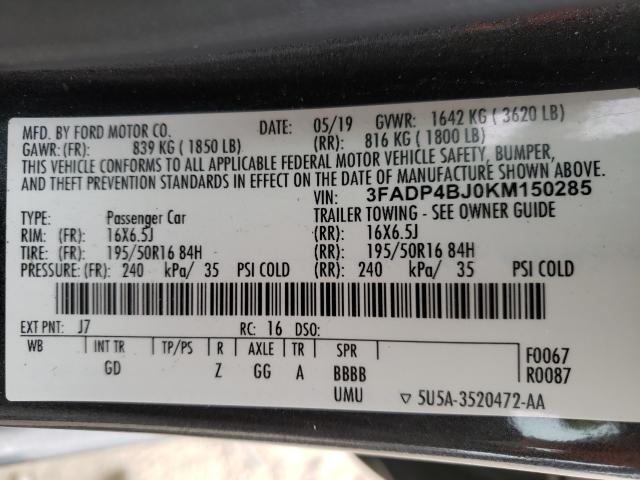 MFD. BY FORD MOTOR CO. DATE: 05/19 GVWR: 1642 KG ( 3620 LB)
GAWR: (FR): 839 KG ( 1850 LB) (RR): 816 KG ( 1800 LB)
THIS VEHICLE CONFORMS TO ALL APPLICABLE FEDERAL MOTOR VEHICLE SAFETY, BUMPER,
AND THEFT PREVENTION STANDARDS IN EFFECT ON THE DATE OF MANUFACTURE SHOWN ABOVE.
VIN: 3FADP4BJ0KM150285
TYPE: Passenger Car TRAILER TOWING - SEE OWNER GUIDE
RIM: (FR): 16X6.5J (RR): 16X6.5J
TIRE: (FR): 195/50R16 84H (RR): 195/50R16 84H
PRESSURE: (FR): 240 kPa/ 35 PSI COLD (RR): 240 kPa/ 35 PSI COLD
EXT PNT: J7 RC: 16 DSO:
WB INT TR TP/PS R AXLE TR SPR F0067
GD Z GG A BBBB R0087
UMU ▽ 5U5A-3520472-AA